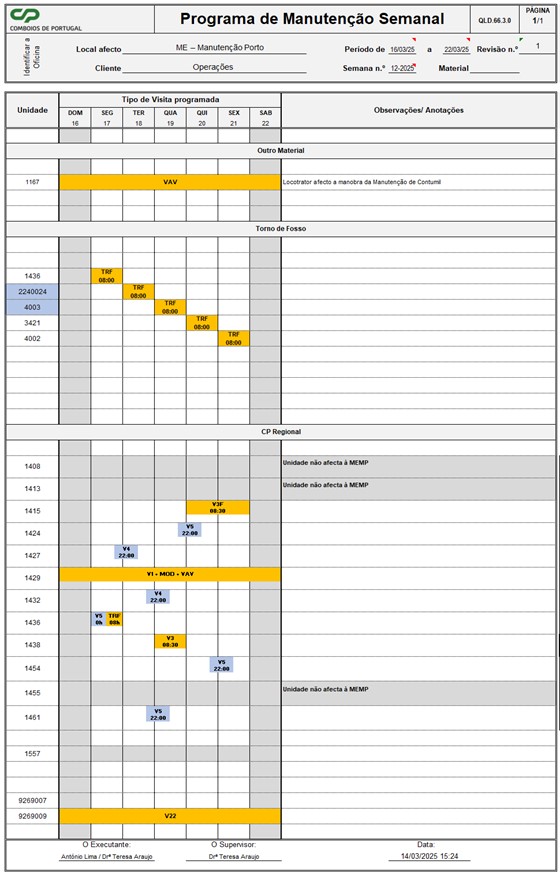 CP
COMBOIOS DE PORTUGAL
Programa de Manutenção Semanal
QLD.66.3.0
PÁGINA
1/1
Identificar a Oficina
Local afecto ME – Manutenção Porto
Periodo de 16/03/25 a 22/03/25 Revisão n.º 1
Cliente Operações
Semana n.º 12-2025 Material
Unidade
Tipo de Visita programada
Observações/ Anotações
DOM SEG TER QUA QUI SEX SAB
16 17 18 19 20 21 22
Outro Material
1167 VAV Locotrator afecto a manobra da Manutenção de Contumil
Torno de Fosso
1436 TRF 08:00
2240024 TRF 08:00
4003 TRF 08:00
3421 TRF 08:00
4002 TRF 08:00
CP Regional
1408 Unidade não afecta à MEMP
1413 Unidade não afecta à MEMP
1415 V3F 08:30
1424 V5 22:00
1427 V4 22:00
1429 VI + MOD + VAV
1432 V4 22:00
1436 V5 0h TRF 08h
1438 V3 08:30
1454 V5 22:00
1455 Unidade não afecta à MEMP
1461 V5 22:00
1557
9269007
9269009 V22
O Executante: O Supervisor: Data:
António Lima / Drª Teresa Araujo Drª Teresa Araujo 14/03/2025 15:24